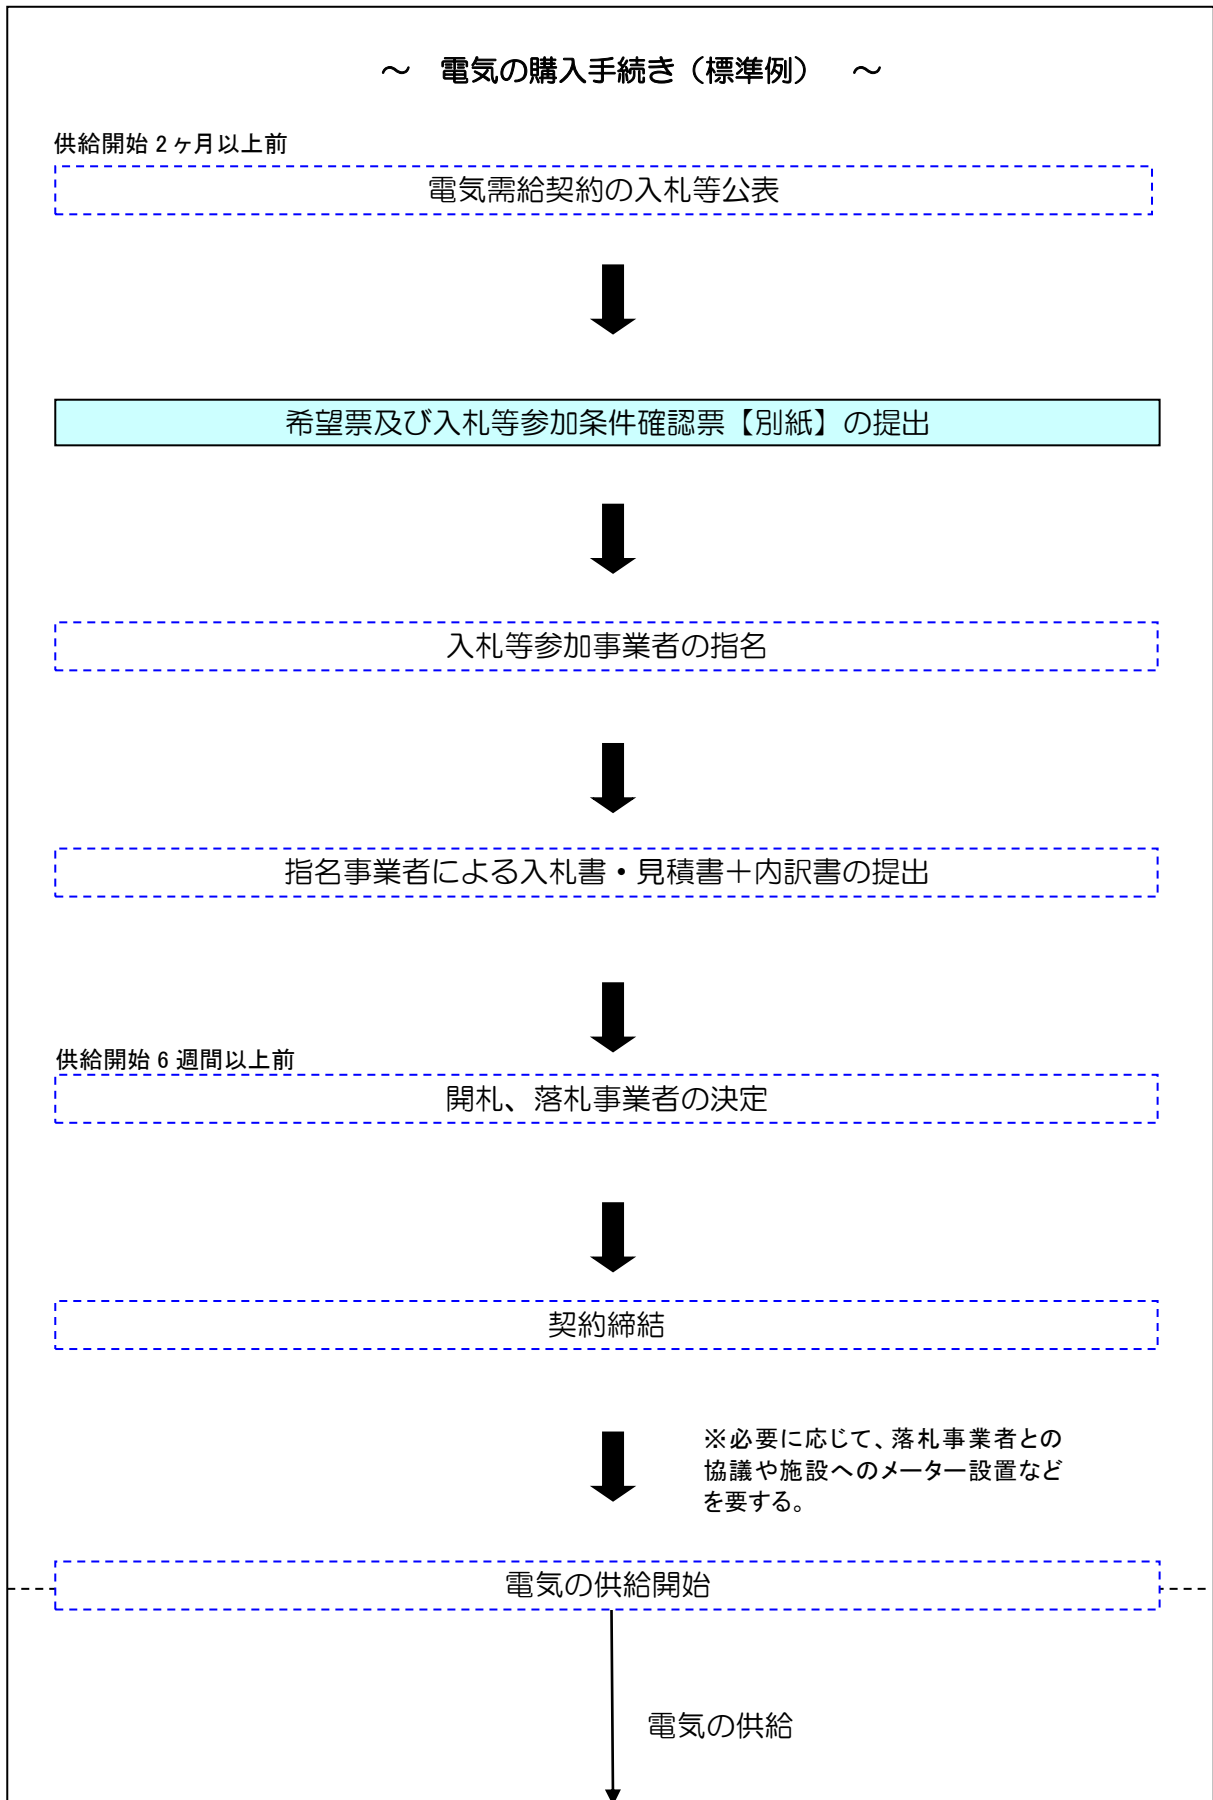 ～ 電気の購入手続き（標準例） ～
供給開始 2 ヶ月以上前
電気需給契約の入札等公表
希望票及び入札等参加条件確認票【別紙】の提出
入札等参加事業者の指名
指名事業者による入札書・見積書＋内訳書の提出
供給開始 6 週間以上前
開札、落札事業者の決定
契約締結
※必要に応じて、落札事業者との
協議や施設へのメーター設置など
を要する。
電気の供給開始
電気の供給